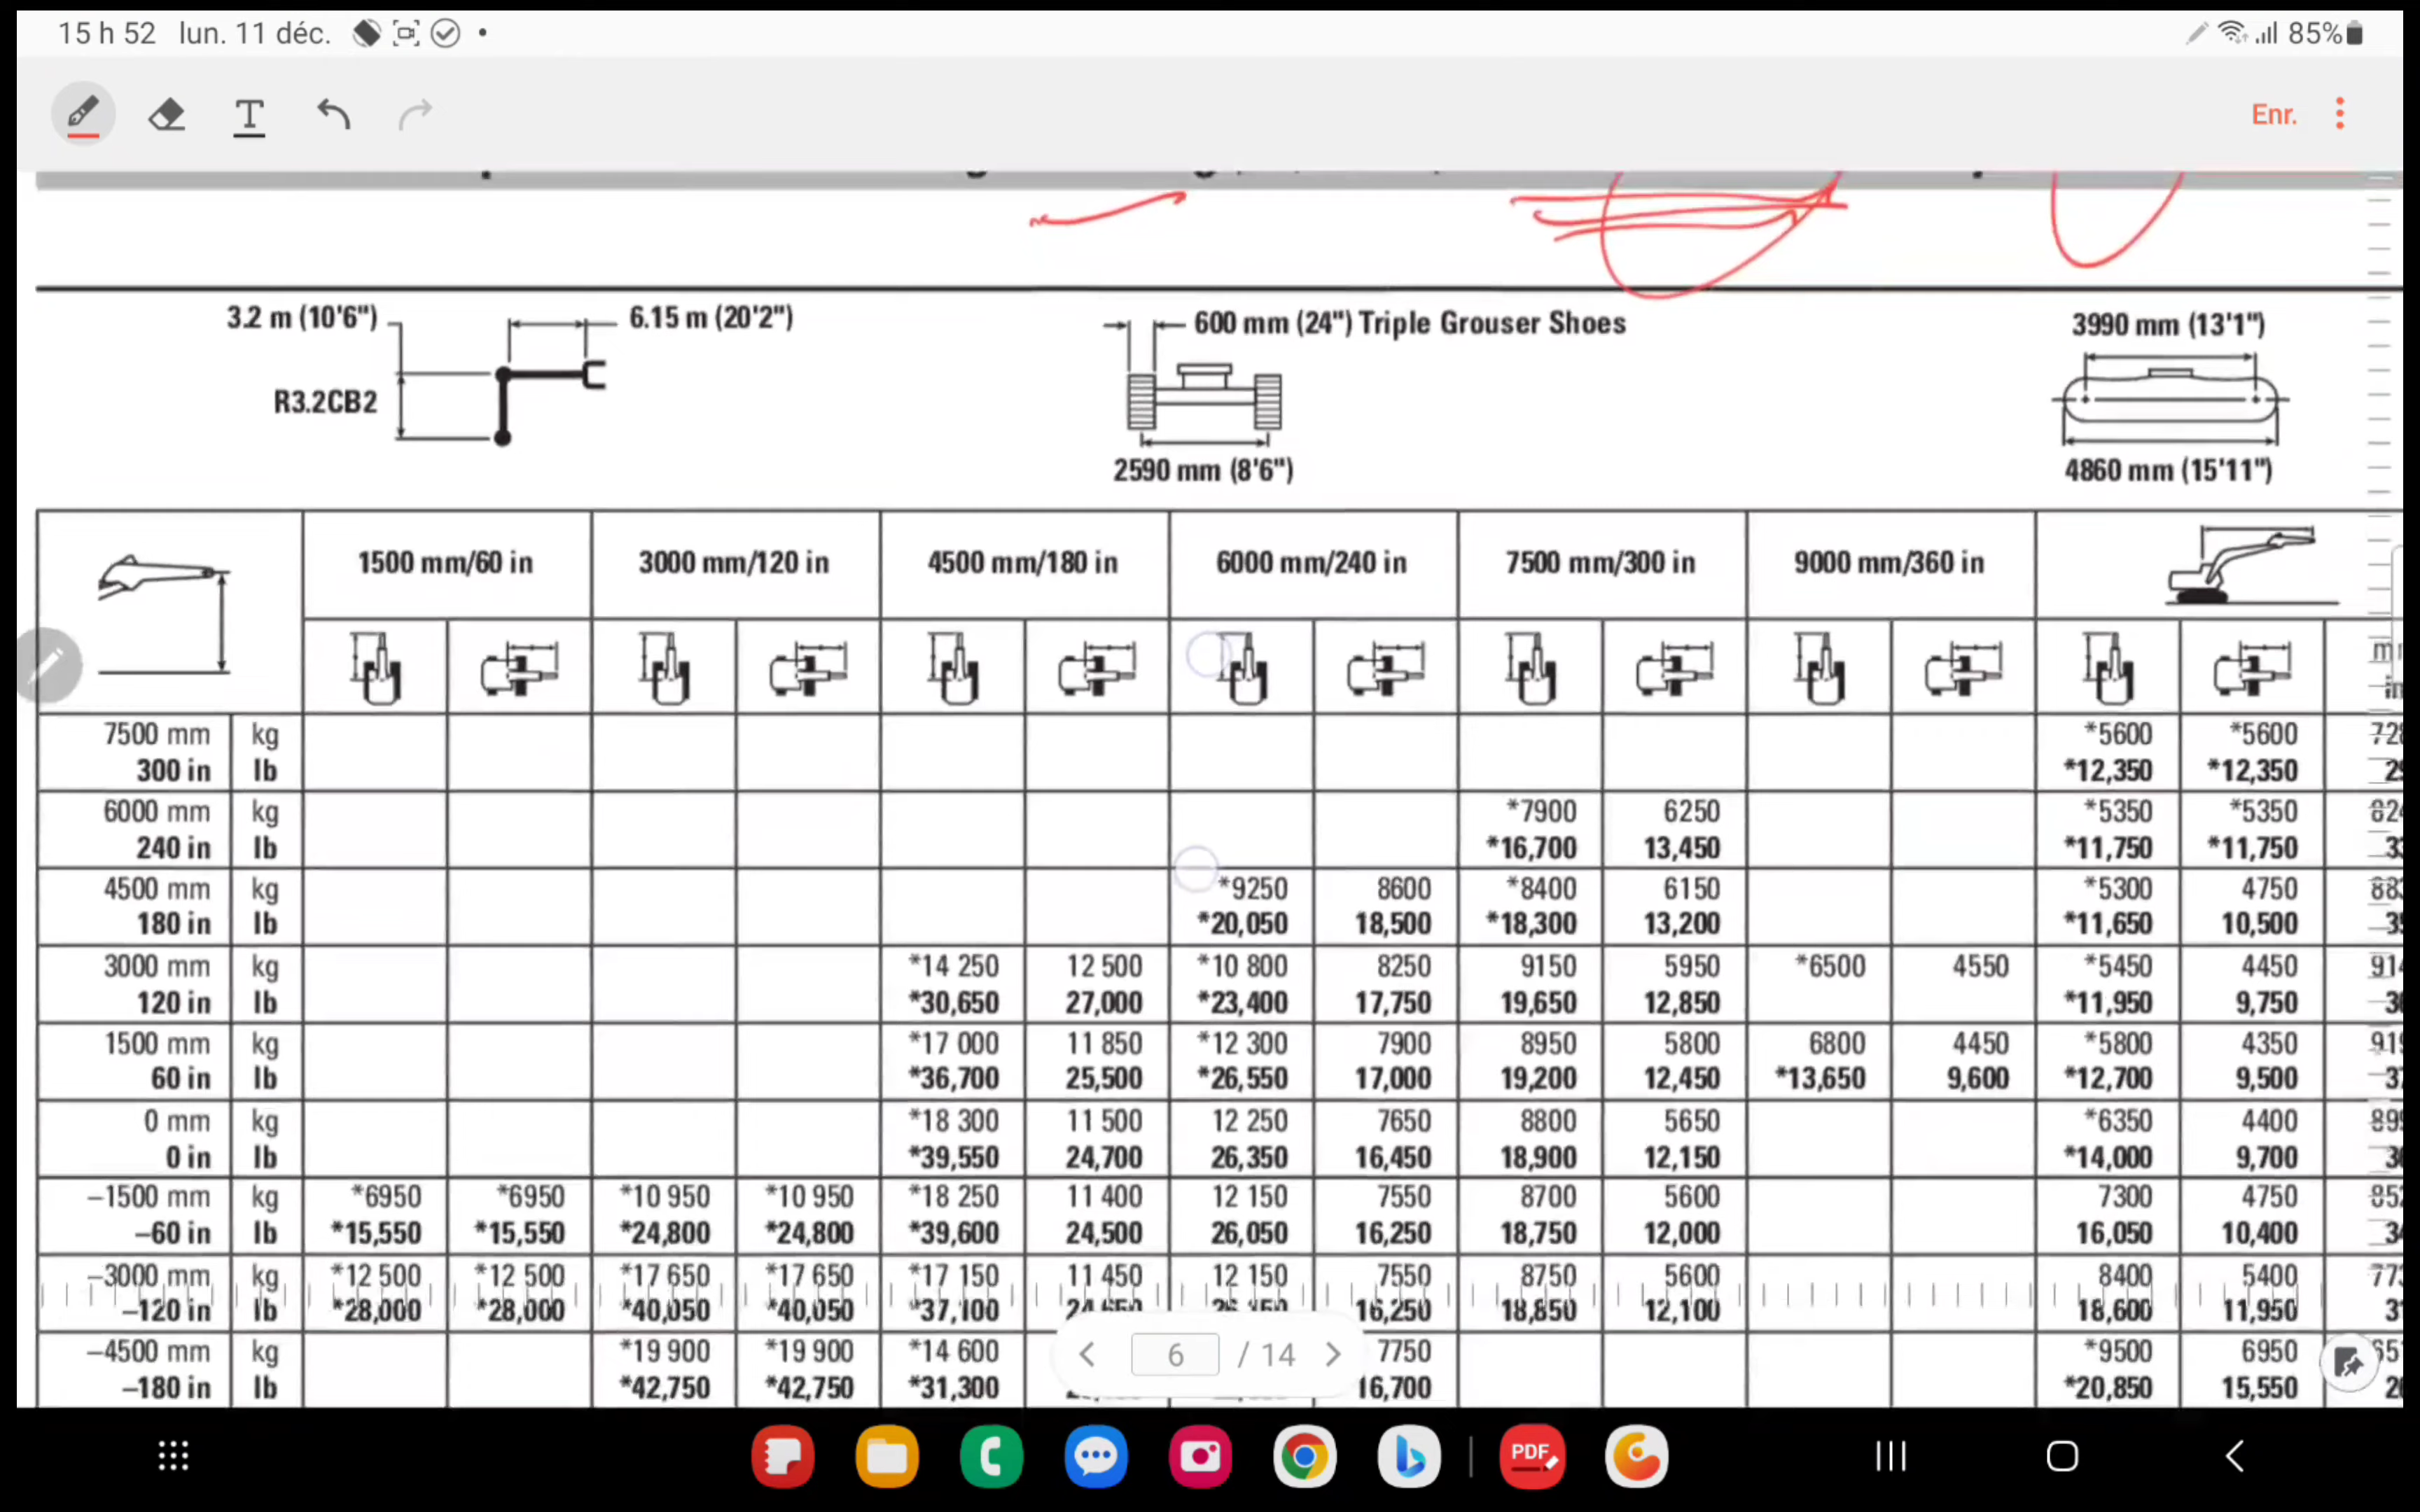 15 h 52 lun. 11 déc. 85%
T Enr.
3.2 m (10'6") 6.15 m (20'2") 600 mm (24") Triple Grouser Shoes 3990 mm (13'1")
R3.2CB2
2590 mm (8'6") 4860 mm (15'11")
1500 mm/60 in 3000 mm/120 in 4500 mm/180 in 6000 mm/240 in 7500 mm/300 in 9000 mm/360 in
7500 mm kg *5600 *5600
300 in lb *12,350 *12,350
6000 mm kg *7900 6250 *5350 *5350
240 in lb *16,700 13,450 *11,750 *11,750
4500 mm kg *9250 8600 *8400 6150 *5300 4750
180 in lb *20,050 18,500 *18,300 13,200 *11,650 10,500
3000 mm kg *14 250 12 500 *10 800 8250 9150 5950 *6500 4550 *5450 4450
120 in lb *30,650 27,000 *23,400 17,750 19,650 12,850 *11,950 9,750
1500 mm kg *17 000 11 850 *12 300 7900 8950 5800 6800 4450 *5800 4350
60 in lb *36,700 25,500 *26,550 17,000 19,200 12,450 *13,650 9,600 *12,700 9,500
0 mm kg *18 300 11 500 12 250 7650 8800 5650 *6350 4400
0 in lb *39,550 24,700 26,350 16,450 18,900 12,150 *14,000 9,700
–1500 mm kg *6950 *6950 *10 950 *10 950 *18 250 11 400 12 150 7550 8700 5600 7300 4750
–60 in lb *15,550 *15,550 *24,800 *24,800 *39,600 24,500 26,050 16,250 18,750 12,000 16,050 10,400
–3000 mm kg *12 500 *12 500 *17 650 *17 650 *17 150 11 450 12 150 7550 8750 5600 8400 5400
–120 in lb *28,000 *28,000 *40,050 *40,050 *37,100 16,250 18,850 12,100 18,600 11,950
–4500 mm kg *19 900 *19 900 *14 600 7750 *9500 6950
–180 in lb *42,750 *42,750 *31,300 16,700 *20,850 15,550
6 / 14
PDF